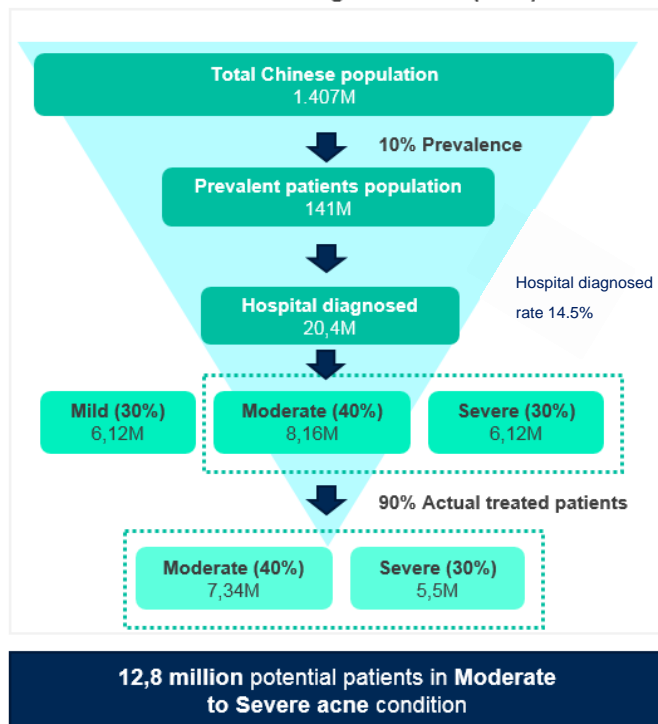 Total Chinese population
1.407M
10% Prevalence
Prevalent patients population
141M
Hospital diagnosed
rate 14.5%
Hospital diagnosed
20,4M
Mild (30%)
6,12M
Moderate (40%)
8,16M
Severe (30%)
6,12M
90% Actual treated patients
Moderate (40%)
7,34M
Severe (30%)
5,5M
12,8 million potential patients in Moderate
to Severe acne condition